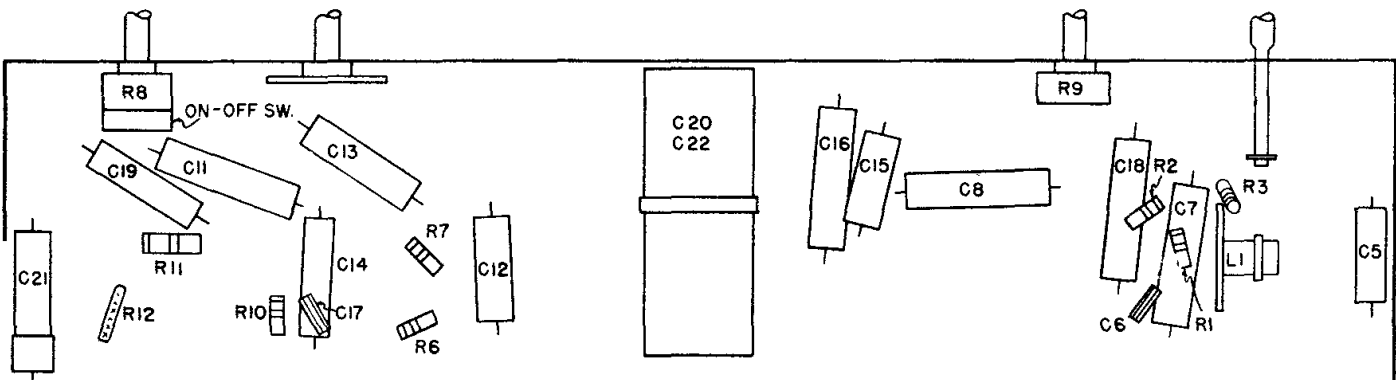 R8
ON-OFF SW.
R9
C20
C22
C13
C16
C15
C19
C11
C18
R2
C8
R3
C7
R7
R11
C14
C12
C21
L1
C5
R12
R10
C17
R6
C6
R1